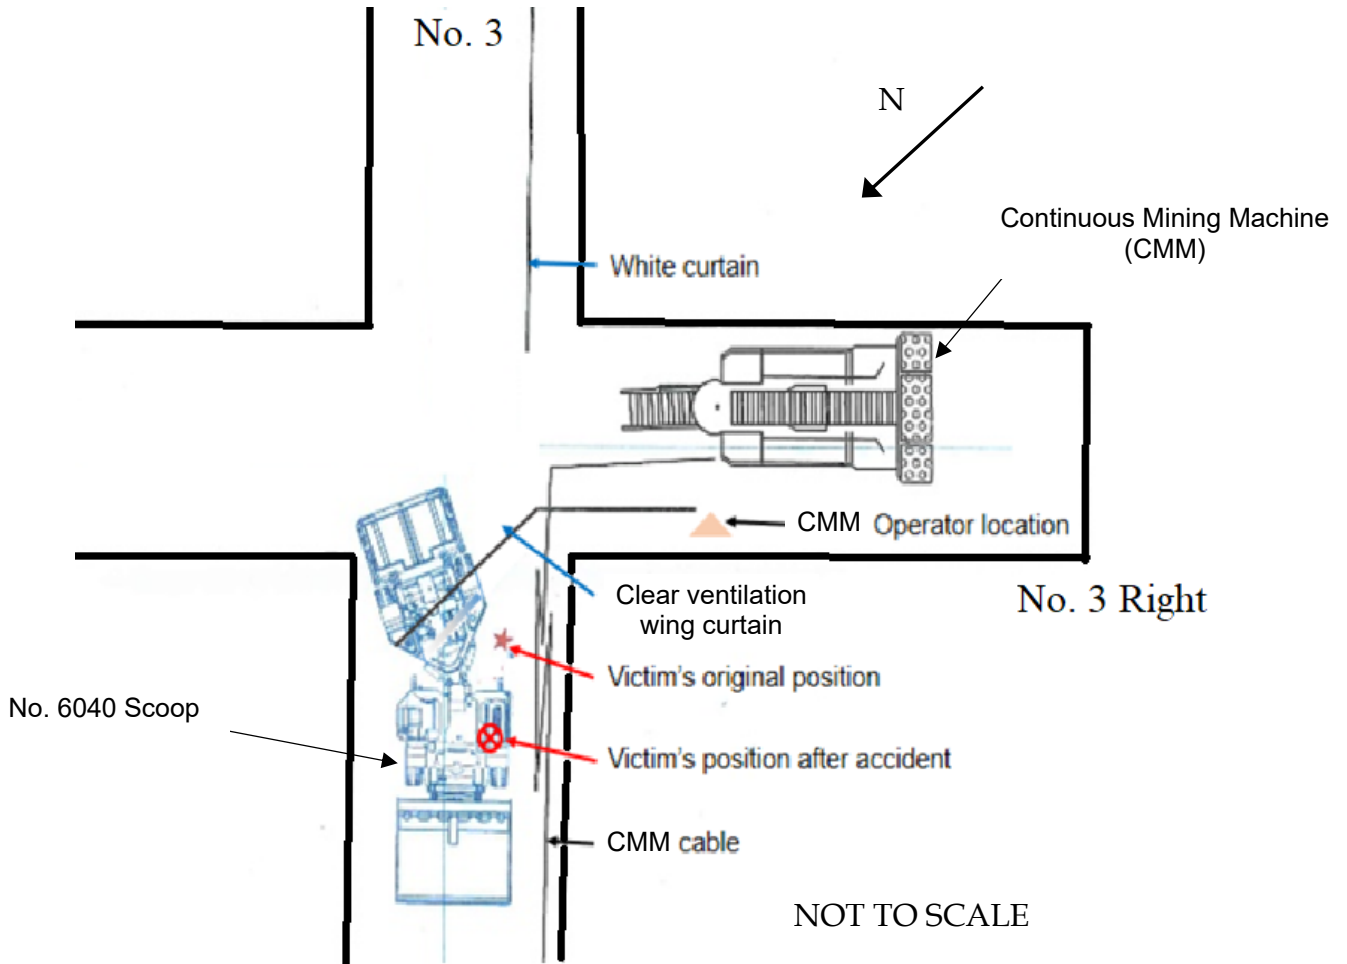 No. 3
N
Continuous Mining Machine
(CMM)
White curtain
CMM Operator location
Clear ventilation
wing curtain
No. 3 Right
Victim's original position
No. 6040 Scoop
Victim's position after accident
CMM cable
NOT TO SCALE